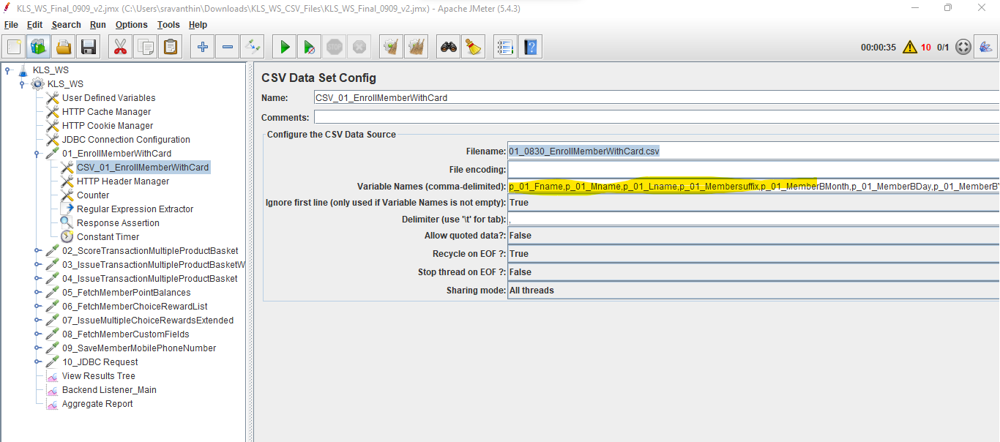 KLS_WS_Final_0909_v2.jmx (C:\Users\sravanthin\Downloads\KLS_WS_CSV_Files\KLS_WS_Final_0909_v2.jmx) - Apache JMeter (5.4.3)
File Edit Search Run Options Tools Help
STOP
00:00:35 10 0/1
KLS_WS
KLS_WS
User Defined Variables
HTTP Cache Manager
HTTP Cookie Manager
JDBC Connection Configuration
01_EnrollMemberWithCard
CSV_01_EnrollMemberWithCard
HTTP Header Manager
Counter
Regular Expression Extractor
Response Assertion
Constant Timer
02_ScoreTransactionMultipleProductBasket
03_IssueTransactionMultipleProductBasketW
04_IssueTransactionMultipleProductBasket
05_FetchMemberPointBalances
06_FetchMemberChoiceRewardList
07_IssueMultipleChoiceRewardsExtended
08_FetchMemberCustomFields
09_SaveMemberMobilePhoneNumber
10_JDBC Request
View Results Tree
Backend Listener_Main
Aggregate Report
CSV Data Set Config
Name: CSV_01_EnrollMemberWithCard
Comments:
Configure the CSV Data Source
Filename: 01_0830_EnrollMemberWithCard.csv
File encoding:
Variable Names (comma-delimited): p_01_Fname,p_01_Mname,p_01_Lname,p_01_Membersuffix,p_01_MemberBMonth,p_01_MemberBDay,p_01_MemberBY
Ignore first line (only used if Variable Names is not empty): True
Delimiter (use '\t' for tab): ,
Allow quoted data?: False
Recycle on EOF ?: True
Stop thread on EOF ?: False
Sharing mode: All threads